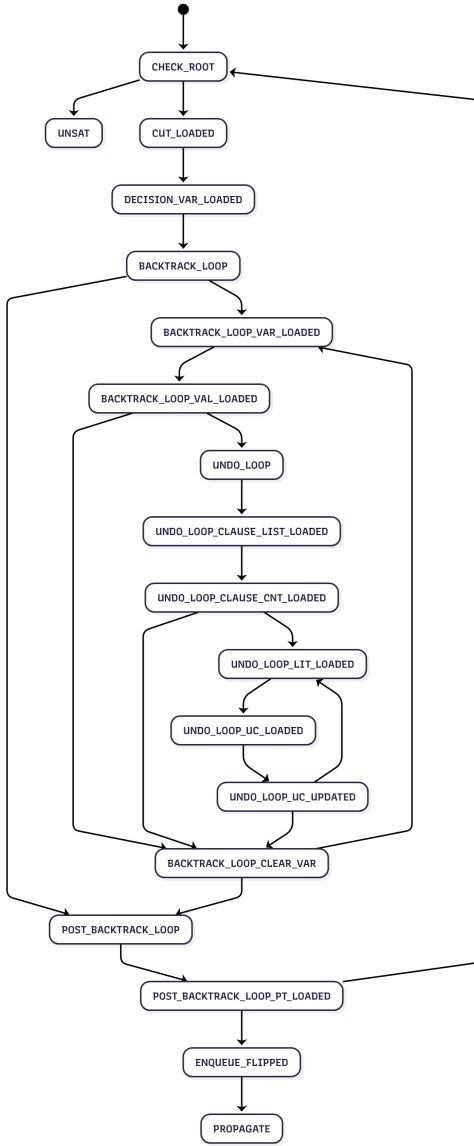 CHECK_ROOT
UNSAT
CUT_LOADED
DECISION_VAR_LOADED
BACKTRACK_LOOP
BACKTRACK_LOOP_VAR_LOADED
BACKTRACK_LOOP_VAL_LOADED
UNDO_LOOP
UNDO_LOOP_CLAUSE_LIST_LOADED
UNDO_LOOP_CLAUSE_CNT_LOADED
UNDO_LOOP_LIT_LOADED
UNDO_LOOP_UC_LOADED
UNDO_LOOP_UC_UPDATED
BACKTRACK_LOOP_CLEAR_VAR
POST_BACKTRACK_LOOP
POST_BACKTRACK_LOOP_PT_LOADED
ENQUEUE_FLIPPED
PROPAGATE